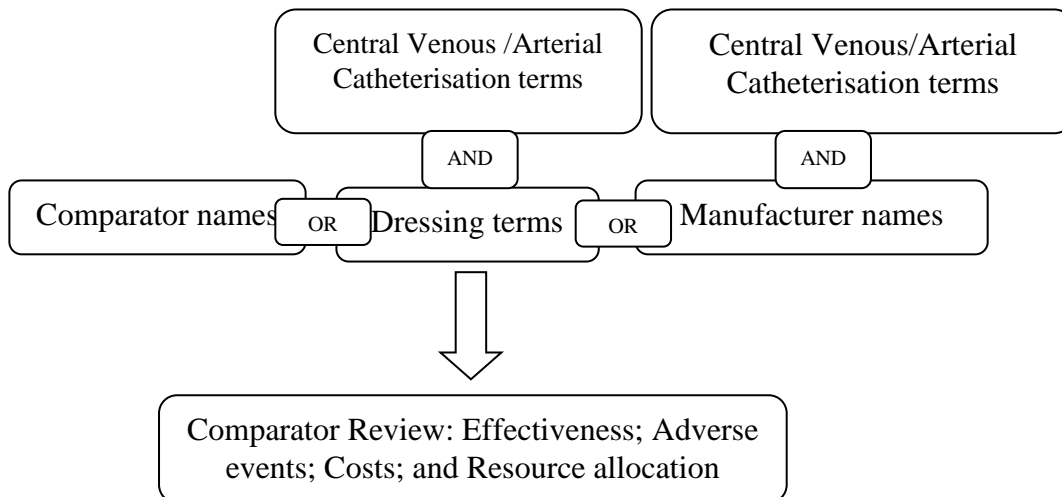 Central Venous /Arterial
Catheterisation terms
Central Venous/Arterial
Catheterisation terms
AND
AND
Comparator names
OR
Dressing terms
OR
Manufacturer names
Comparator Review: Effectiveness; Adverse
events; Costs; and Resource allocation